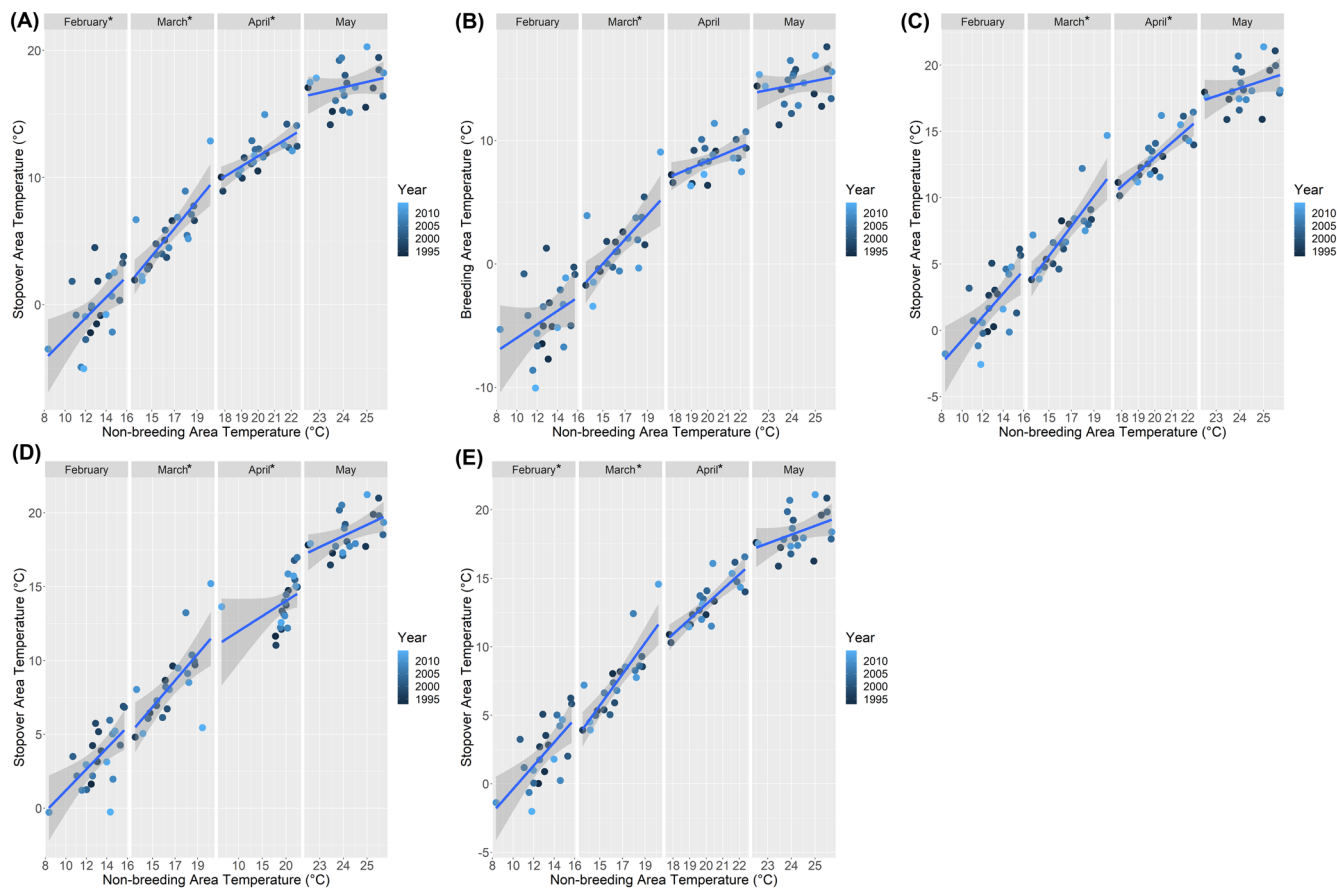 (A)
February* March* April* May
Stopover Area Temperature (°C)
20
10
0
8 10 12 14 16 15 17 19 18 19 20 21 22 23 24 25
Non-breeding Area Temperature (°C)
Year
2010
2005
2000
1995
(B)
February March* April May
Breeding Area Temperature (°C)
10
0
-10
8 10 12 14 16 15 17 19 18 19 20 21 22 23 24 25
Non-breeding Area Temperature (°C)
Year
2010
2005
2000
1995
(C)
February March* April* May
Stopover Area Temperature (°C)
20
15
10
5
0
-5
8 10 12 14 16 15 17 19 18 19 20 21 22 23 24 25
Non-breeding Area Temperature (°C)
Year
2010
2005
2000
1995
(D)
February March* April* May
Stopover Area Temperature (°C)
20
15
10
5
0
8 10 12 14 16 15 17 19 10 15 20 23 24 25
Non-breeding Area Temperature (°C)
Year
2010
2005
2000
1995
(E)
February* March* April* May
Stopover Area Temperature (°C)
20
15
10
5
0
-5
8 10 12 14 16 15 17 19 18 19 20 21 22 23 24 25
Non-breeding Area Temperature (°C)
Year
2010
2005
2000
1995